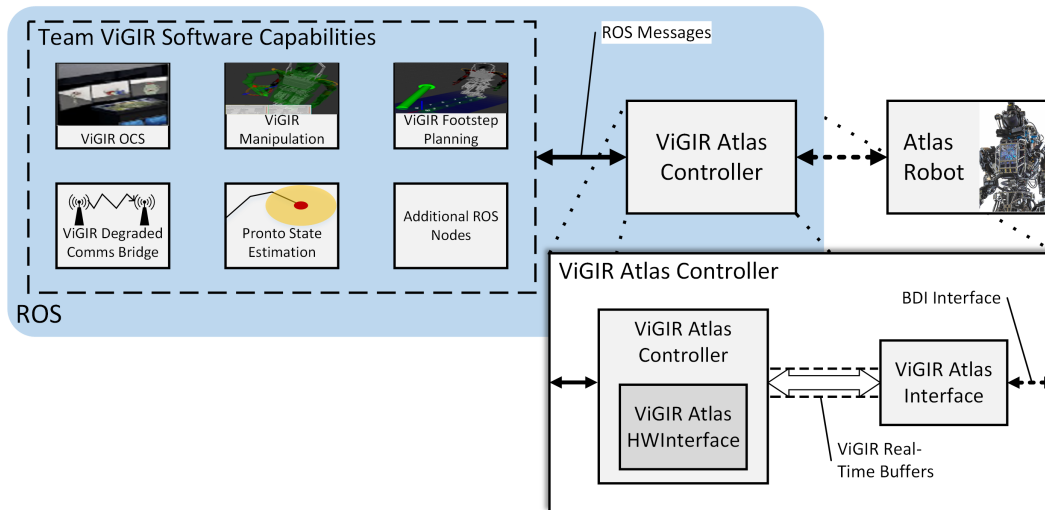 Team ViGIR Software Capabilities
ROS Messages
ViGIR OCS
ViGIR
Manipulation
ViGIR Footstep
Planning
ViGIR Atlas
Controller
Atlas
Robot
ViGIR Degraded
Comms Bridge
Pronto State
Estimation
Additional ROS
Nodes
ROS
ViGIR Atlas Controller
BDI Interface
ViGIR Atlas
Controller
ViGIR Atlas
HWInterface
ViGIR Atlas
Interface
ViGIR Real-
Time Buffers